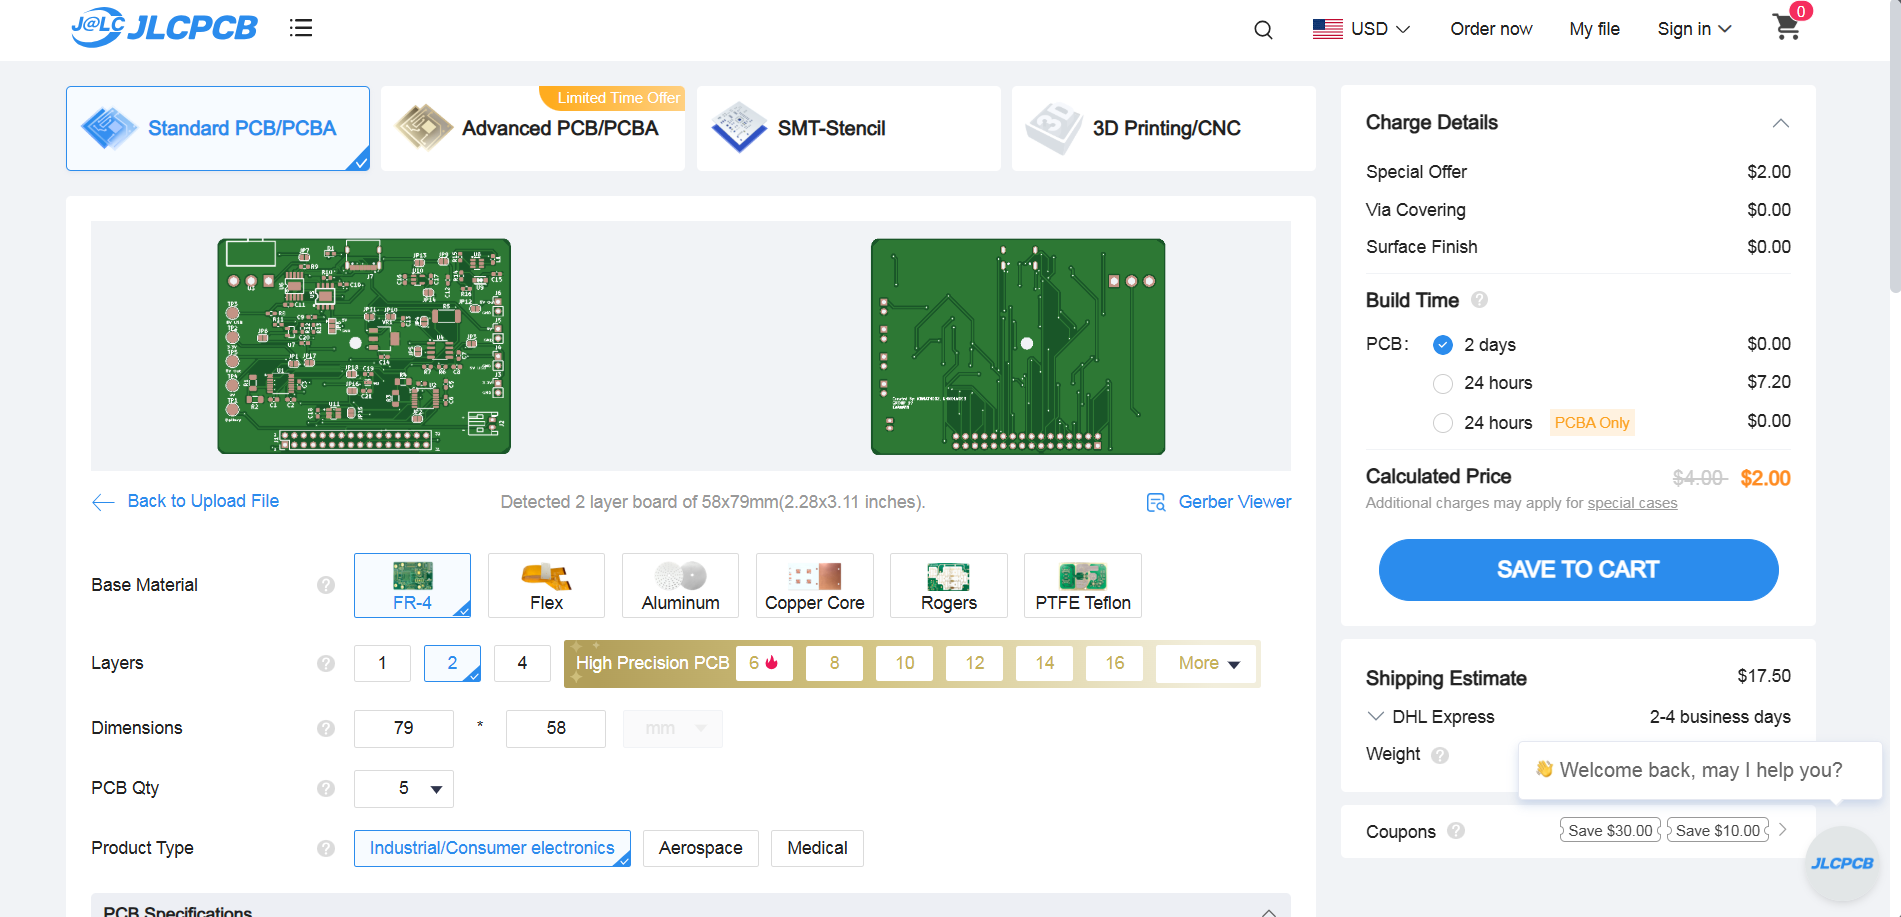 J@LC JLCPCB
USD
Order now
My file
Sign in
0
Standard PCB/PCBA
Limited Time Offer
Advanced PCB/PCBA
SMT-Stencil
3D
3D Printing/CNC
Back to Upload File
Detected 2 layer board of 58x79mm(2.28x3.11 inches).
Gerber Viewer
Base Material
FR-4
Flex
Aluminum
Copper Core
Rogers
PTFE Teflon
Layers
1
2
4
High Precision PCB
6
8
10
12
14
16
More
Dimensions
79
*
58
mm
PCB Qty
5
Product Type
Industrial/Consumer electronics
Aerospace
Medical
PCB Specifications
Charge Details
Special Offer $2.00
Via Covering $0.00
Surface Finish $0.00
Build Time
PCB: 2 days $0.00
24 hours $7.20
24 hours PCBA Only $0.00
Calculated Price $4.00 $2.00
Additional charges may apply for special cases
SAVE TO CART
Shipping Estimate $17.50
DHL Express 2-4 business days
Weight
👋 Welcome back, may I help you?
Coupons Save $30.00 Save $10.00
JLCPCB